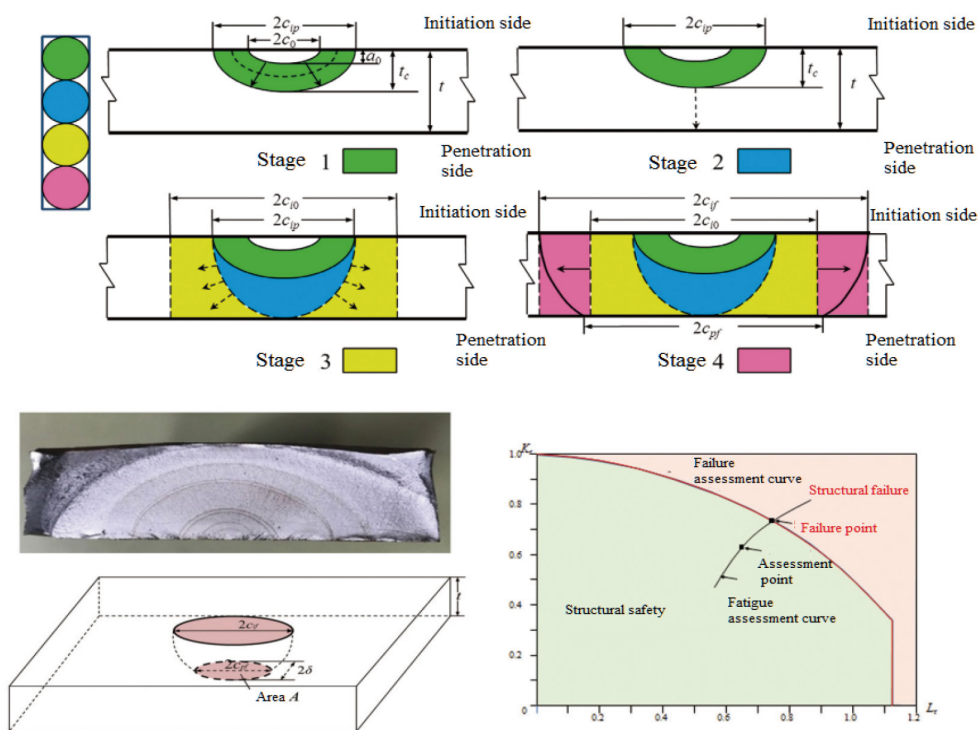 2c_ip
2c_0
a_0
t_c
t
Initiation side
Stage 1
Penetration
side
2c_ip
t_c
t
Initiation side
Stage 2
Penetration
side
2c_i0
2c_ip
Initiation side
Stage 3
Penetration
side
2c_if
2c_i0
Initiation side
2c_pf
Stage 4
Penetration
side
t
2c_if
2c_pf
2δ
Area A
K_r
1.0
0.8
0.6
0.4
0.2
0
0.2
0.4
0.6
0.8
1.0
1.2
L_r
Failure
assessment curve
Structural failure
Failure point
Assessment
point
Fatigue
assessment curve
Structural safety